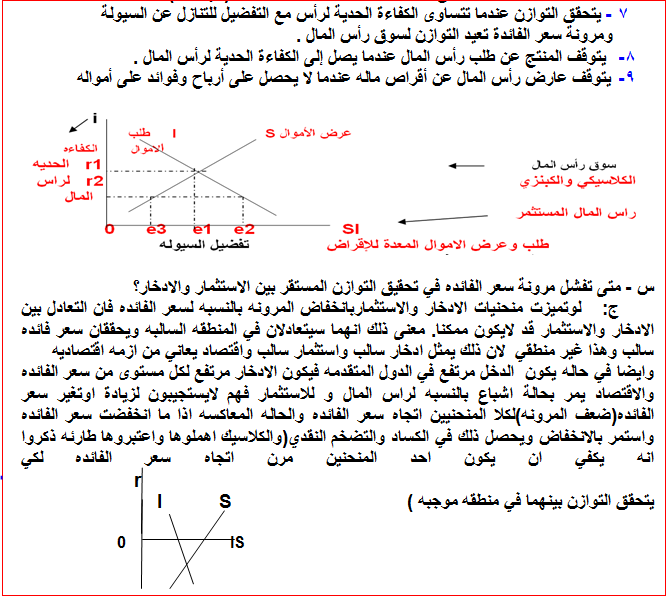 ٧ - يتحقق التوازن عندما تتساوى الكفاءة الحدية لرأس مع التفضيل للتنازل عن السيولة
ومرونة سعر الفائدة تعيد التوازن لسوق رأس المال .
٨- يتوقف المنتج عن طلب رأس المال عندما يصل إلى الكفاءة الحدية لرأس المال .
٩- يتوقف عارض رأس المال عن أقراض ماله عندما لا يحصل على أرباح وفوائد على أمواله
i
طلب I
الاموال
عرض الأموال S
الكفاءه
الحديه r1
لراس r2
المال
سوق رأس المال
الكلاسيكي والكينزي
راس المال المستثمر
0 e3 e1 e2 SI
تفضيل السيوله
طلب وعرض الاموال المعدة للإقراض
س - متى تفشل مرونة سعر الفائده في تحقيق التوازن المستقر بين الاستثمار والادخار؟
ج: لوتميزت منحنيات الادخار والاستثماربانخفاض المرونه بالنسبه لسعر الفائده فان التعادل بين
الادخار والاستثمار قد لايكون ممكنا. معنى ذلك انهما سيتعادلان في المنطقه السالبه ويحققان سعر فائده
سالب وهذا غير منطقي لان ذلك يمثل ادخار سالب واستثمار سالب واقتصاد يعاني من ازمه اقتصاديه
وايضا في حاله يكون الدخل مرتفع في الدول المتقدمه فيكون الادخار مرتفع لكل مستوى من سعر الفائده
والاقتصاد يمر بحالة اشباع بالنسبه لراس المال و للاستثمار فهم لايستجيبون لزيادة اوتغير سعر
الفائده(ضعف المرونه)لكلا المنحنيين اتجاه سعر الفائده والحاله المعاكسه اذا ما انخفضت سعر الفائده
واستمر بالانخفاض ويحصل ذلك في الكساد والتضخم النقدي(والكلاسيك اهملوها واعتبروها طارئه ذكروا
انه يكفي ان يكون احد المنحنين مرن اتجاه سعر الفائده لكي
يتحقق التوازن بينهما في منطقه موجبه )
r
I S
0 IS